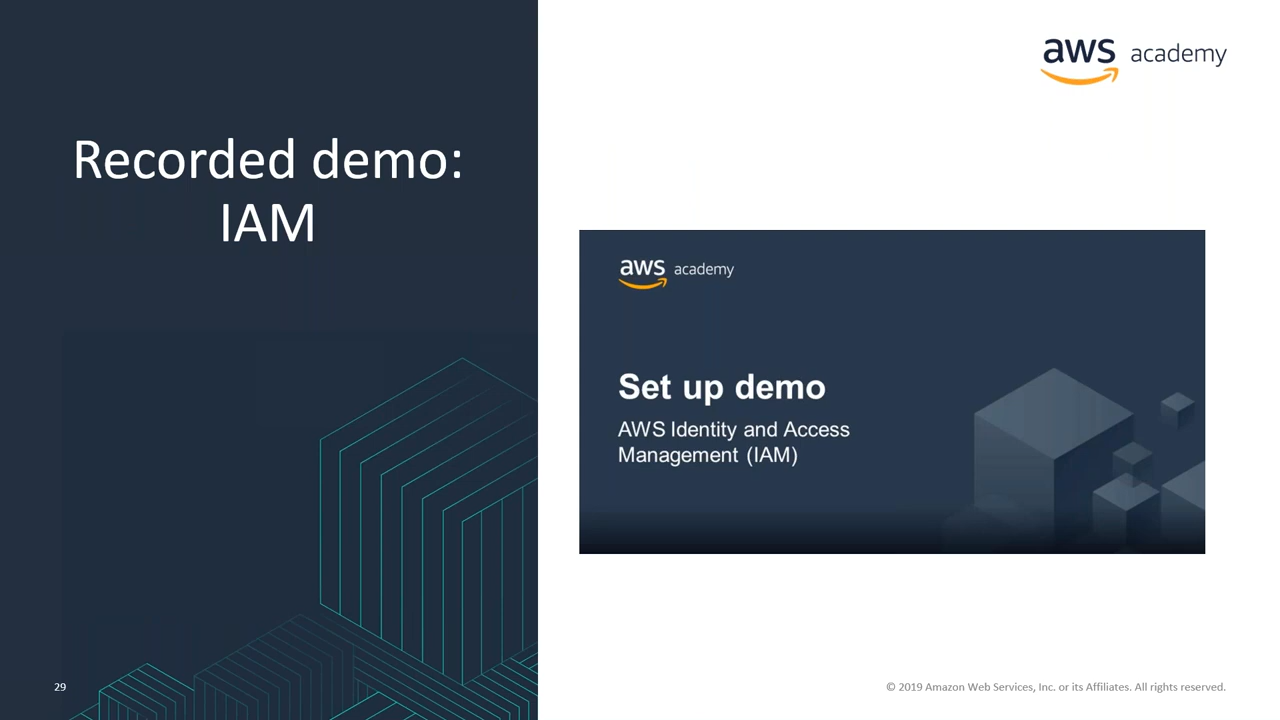 aws academy
Recorded demo:
IAM
aws academy
Set up demo
AWS Identity and Access
Management (IAM)
29
© 2019 Amazon Web Services, Inc. or its Affiliates. All rights reserved.